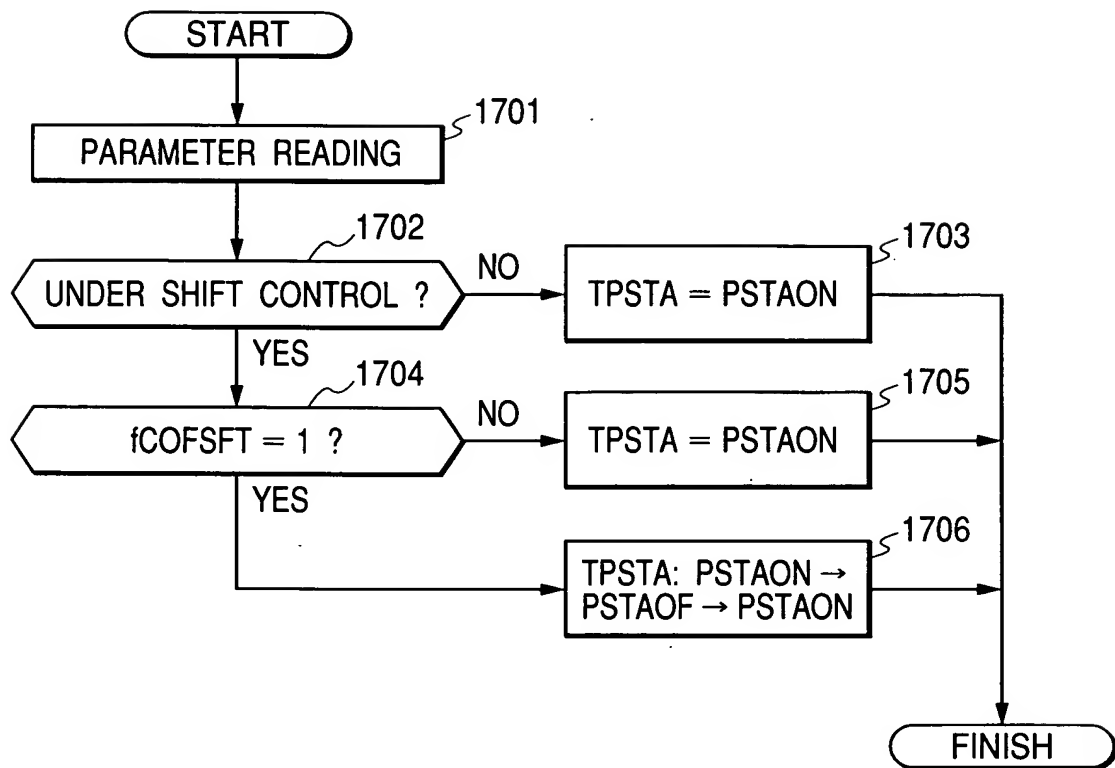 START
1701
PARAMETER READING
1702
UNDER SHIFT CONTROL ?
NO
1703
TPSTA = PSTAON
YES
1704
fCOFSFT = 1 ?
NO
1705
TPSTA = PSTAON
YES
1706
TPSTA: PSTAON →
PSTAOF → PSTAON
FINISH